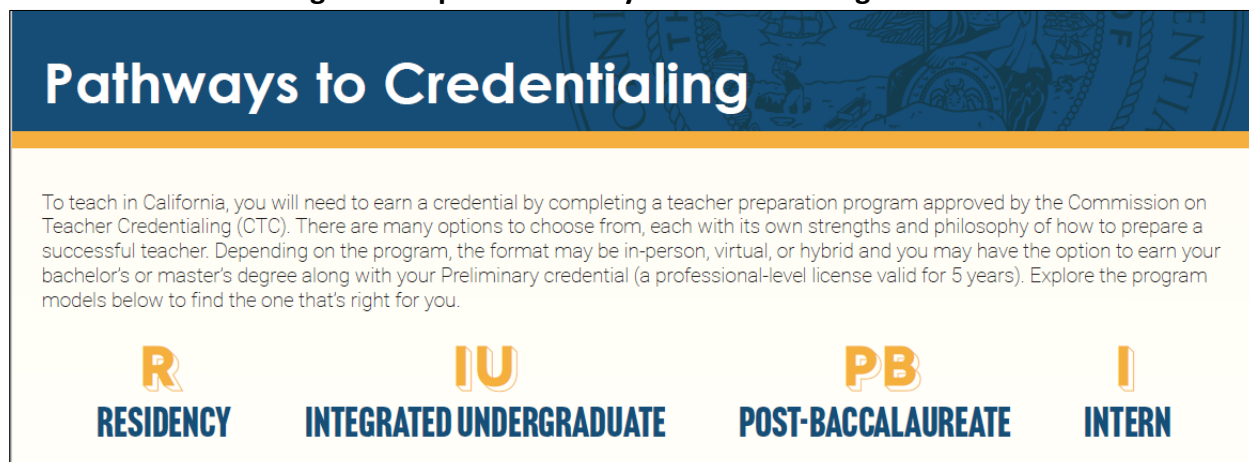 Pathways to Credentialing
To teach in California, you will need to earn a credential by completing a teacher preparation program approved by the Commission on
Teacher Credentialing (CTC). There are many options to choose from, each with its own strengths and philosophy of how to prepare a
successful teacher. Depending on the program, the format may be in-person, virtual, or hybrid and you may have the option to earn your
bachelor's or master's degree along with your Preliminary credential (a professional-level license valid for 5 years). Explore the program
models below to find the one that's right for you.
R IU PB I
RESIDENCY INTEGRATED UNDERGRADUATE POST-BACCALAUREATE INTERN